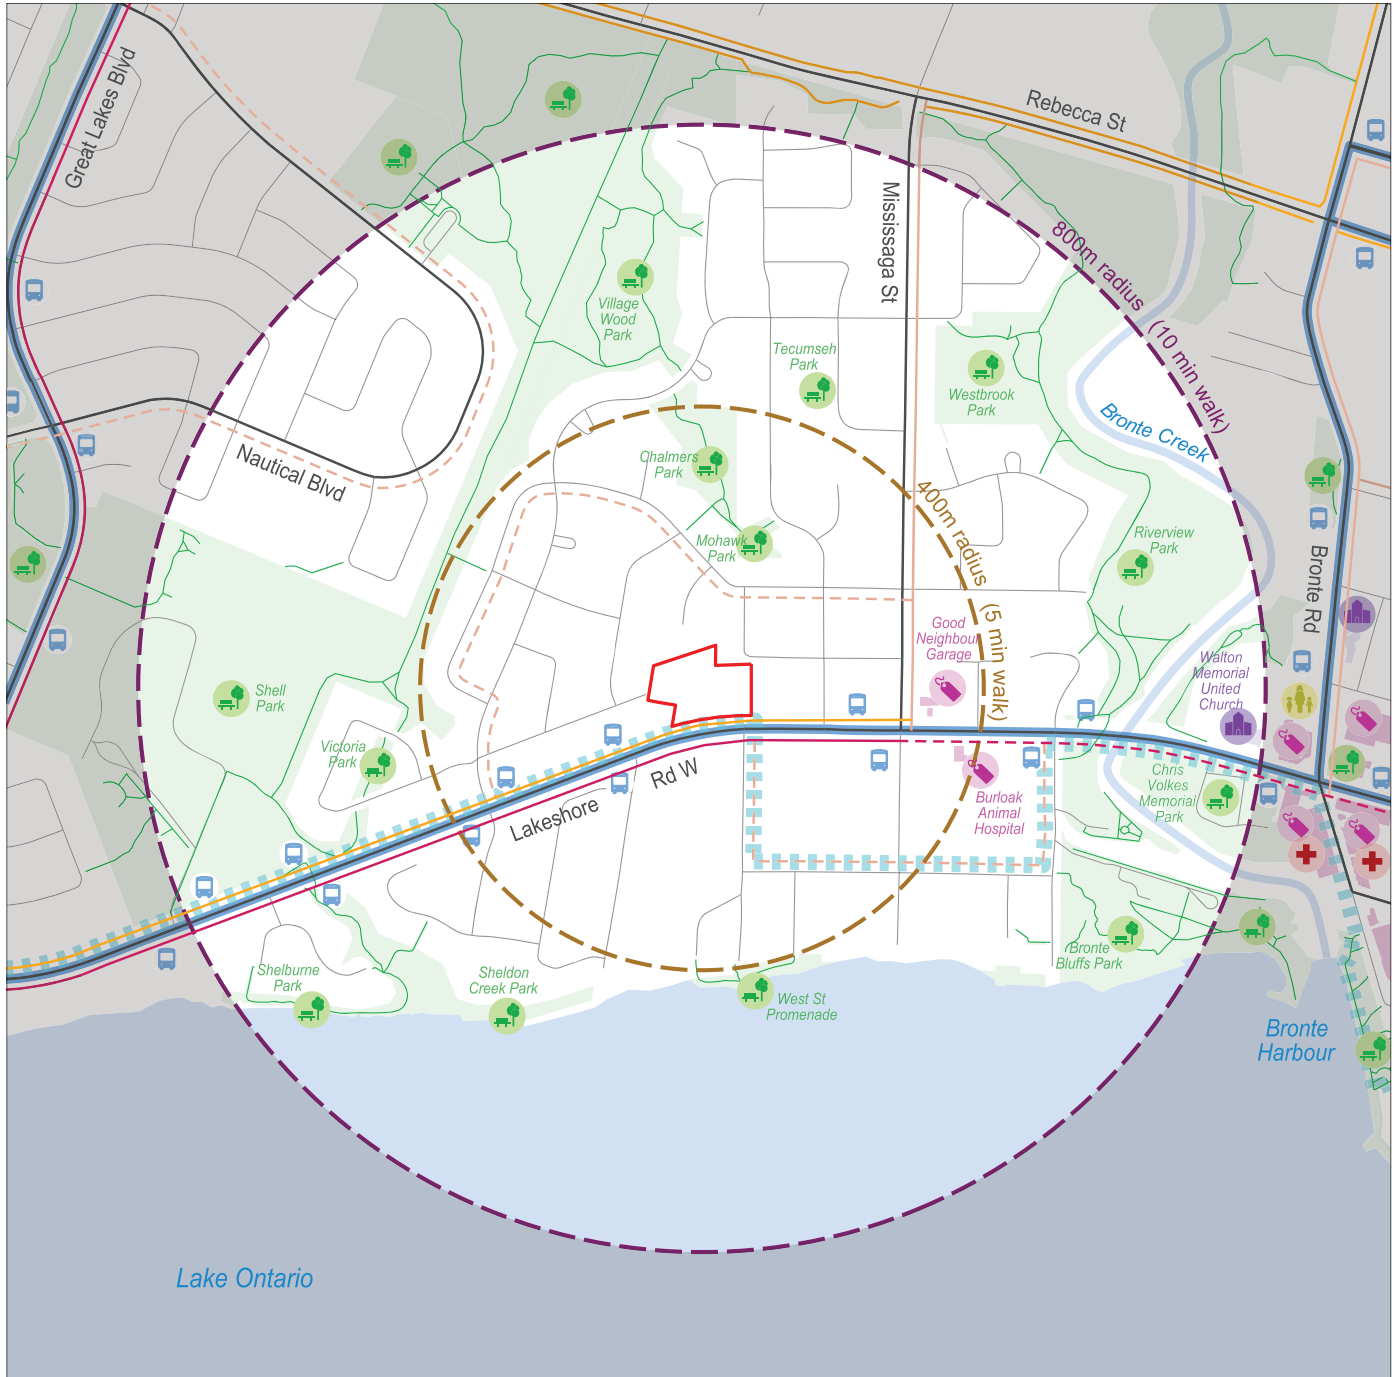 Great Lakes Blvd
Rebecca St
Mississaga St
800m radius (10 min walk)
Village
Wood
Park
Tecumseh
Park
Westbrook
Park
Bronte Creek
Nautical Blvd
Chalmers
Park
400m radius (5 min walk)
Mohawk
Park
Riverview
Park
Bronte Rd
Good
Neighbour
Garage
Walton
Memorial
United
Church
Shell
Park
Victoria
Park
Lakeshore Rd W
Chris
Volkes
Memorial
Park
Burloak
Animal
Hospital
Bronte
Bluffs Park
Shelburne
Park
Sheldon
Creek Park
West St
Promenade
Bronte
Harbour
Lake Ontario